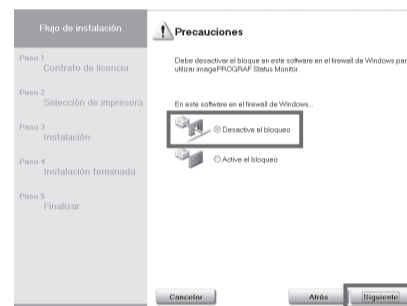 Flujo de instalación
Paso 1
Contrato de licencia
Paso 2
Selección de impresora
Paso 3
Instalación
Paso 4
Instalación terminada
Paso 5
Finalizar
Precauciones
Debe desactivar el bloque en este software en el firewall de Windows par
utilizar imagePROGRAF Status Monitor.
En este software en el firewall de Windows...
Desactive el bloqueo
Active el bloqueo
Cancelar
Atrás
Siguiente